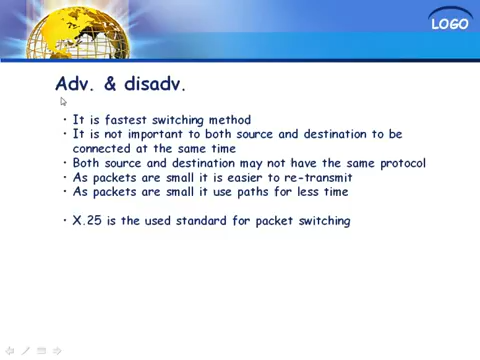 LOGO
Adv. & disadv.
· It is fastest switching method
· It is not important to both source and destination to be
connected at the same time
· Both source and destination may not have the same protocol
· As packets are small it is easier to re-transmit
· As packets are small it use paths for less time
· X.25 is the used standard for packet switching